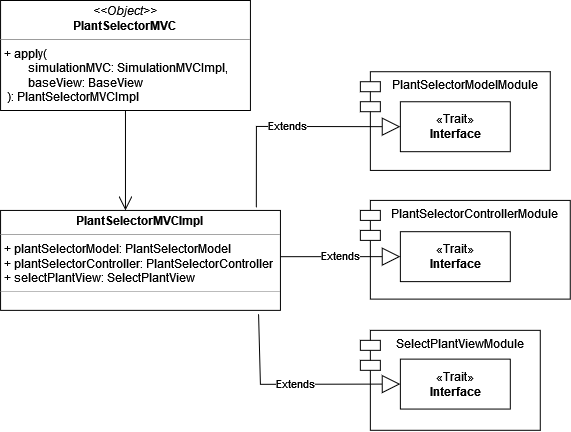 <<Object>>
PlantSelectorMVC
+ apply(
simulationMVC: SimulationMVCImpl,
baseView: BaseView
): PlantSelectorMVCImpl
PlantSelectorModelModule
«Trait»
Interface
Extends
PlantSelectorMVCImpl
+ plantSelectorModel: PlantSelectorModel
+ plantSelectorController: PlantSelectorController
+ selectPlantView: SelectPlantView
PlantSelectorControllerModule
«Trait»
Interface
Extends
SelectPlantViewModule
«Trait»
Interface
Extends